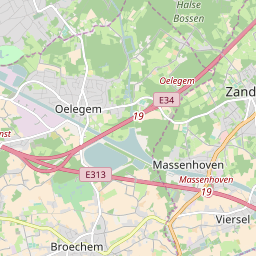 Halse
Bossen
Oelegem
E34
Zand
Oelegem
19
Massenhoven
E313
Massenhoven
19
Viersel
Broechem